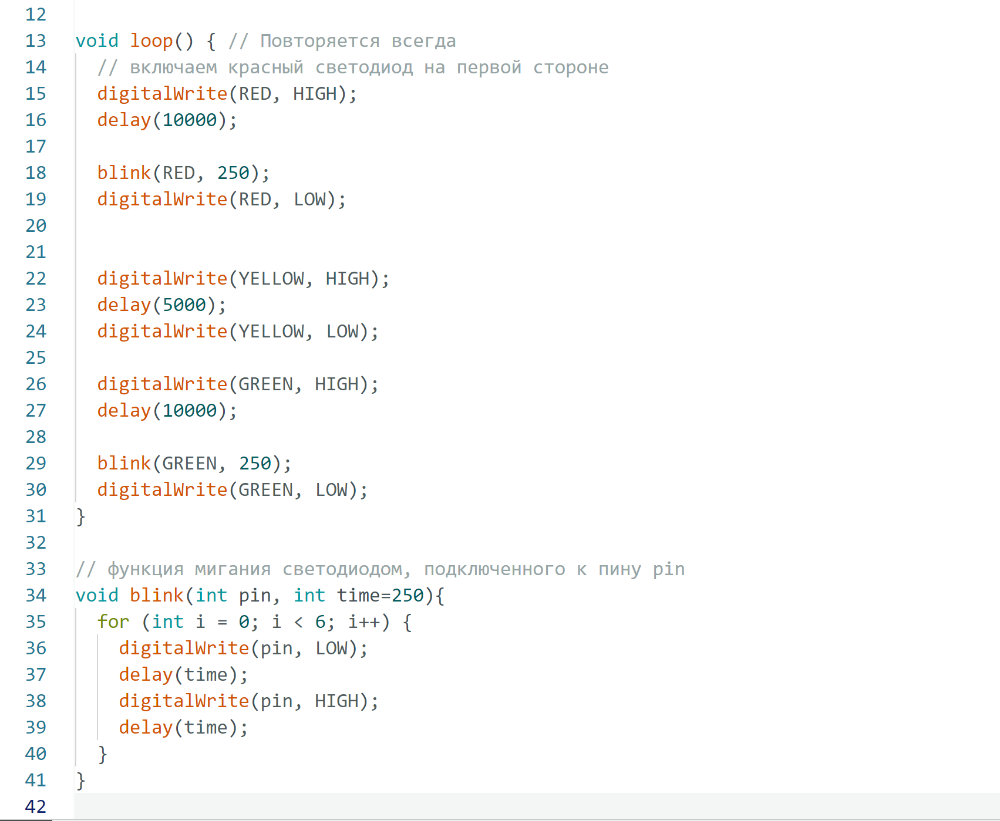 12
13 void loop() { // Повторяется всегда
14 // включаем красный светодиод на первой стороне
15 digitalWrite(RED, HIGH);
16 delay(10000);
17
18 blink(RED, 250);
19 digitalWrite(RED, LOW);
20
21
22 digitalWrite(YELLOW, HIGH);
23 delay(5000);
24 digitalWrite(YELLOW, LOW);
25
26 digitalWrite(GREEN, HIGH);
27 delay(10000);
28
29 blink(GREEN, 250);
30 digitalWrite(GREEN, LOW);
31 }
32
33 // функция мигания светодиодом, подключенного к пину pin
34 void blink(int pin, int time=250){
35 for (int i = 0; i < 6; i++) {
36 digitalWrite(pin, LOW);
37 delay(time);
38 digitalWrite(pin, HIGH);
39 delay(time);
40 }
41 }
42